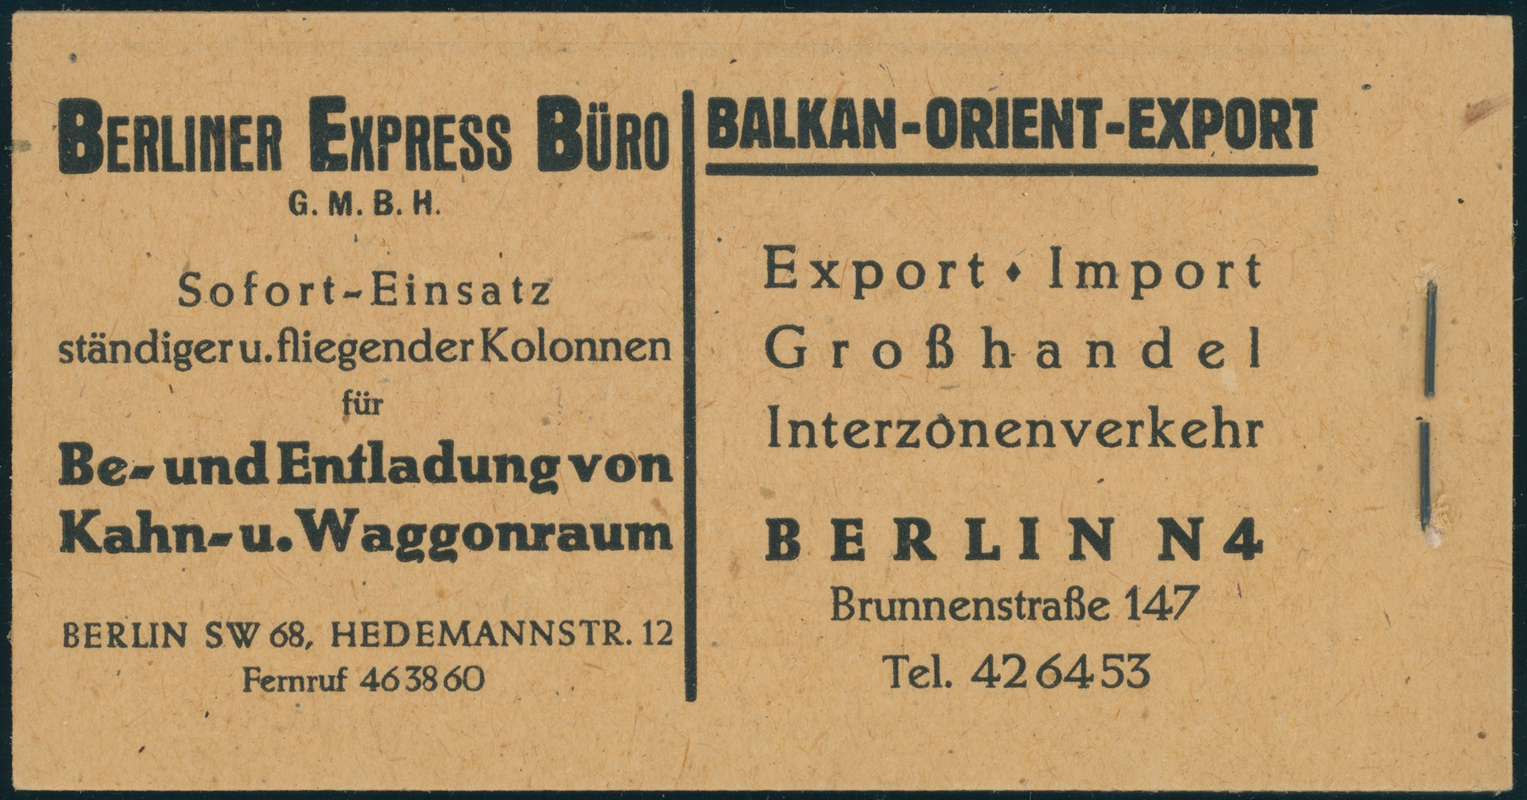 BERLINER EXPRESS BÜRO
G. M. B. H.
Sofort-Einsatz
ständiger u. fliegender Kolonnen
für
Be- und Entladung von
Kahn- u. Waggonraum
BERLIN SW 68, HEDEMANNSTR. 12
Fernruf 46 38 60
BALKAN-ORIENT-EXPORT
Export ♦ Import
Großhandel
Interzonenverkehr
BERLIN N 4
Brunnenstraße 147
Tel. 42 64 53